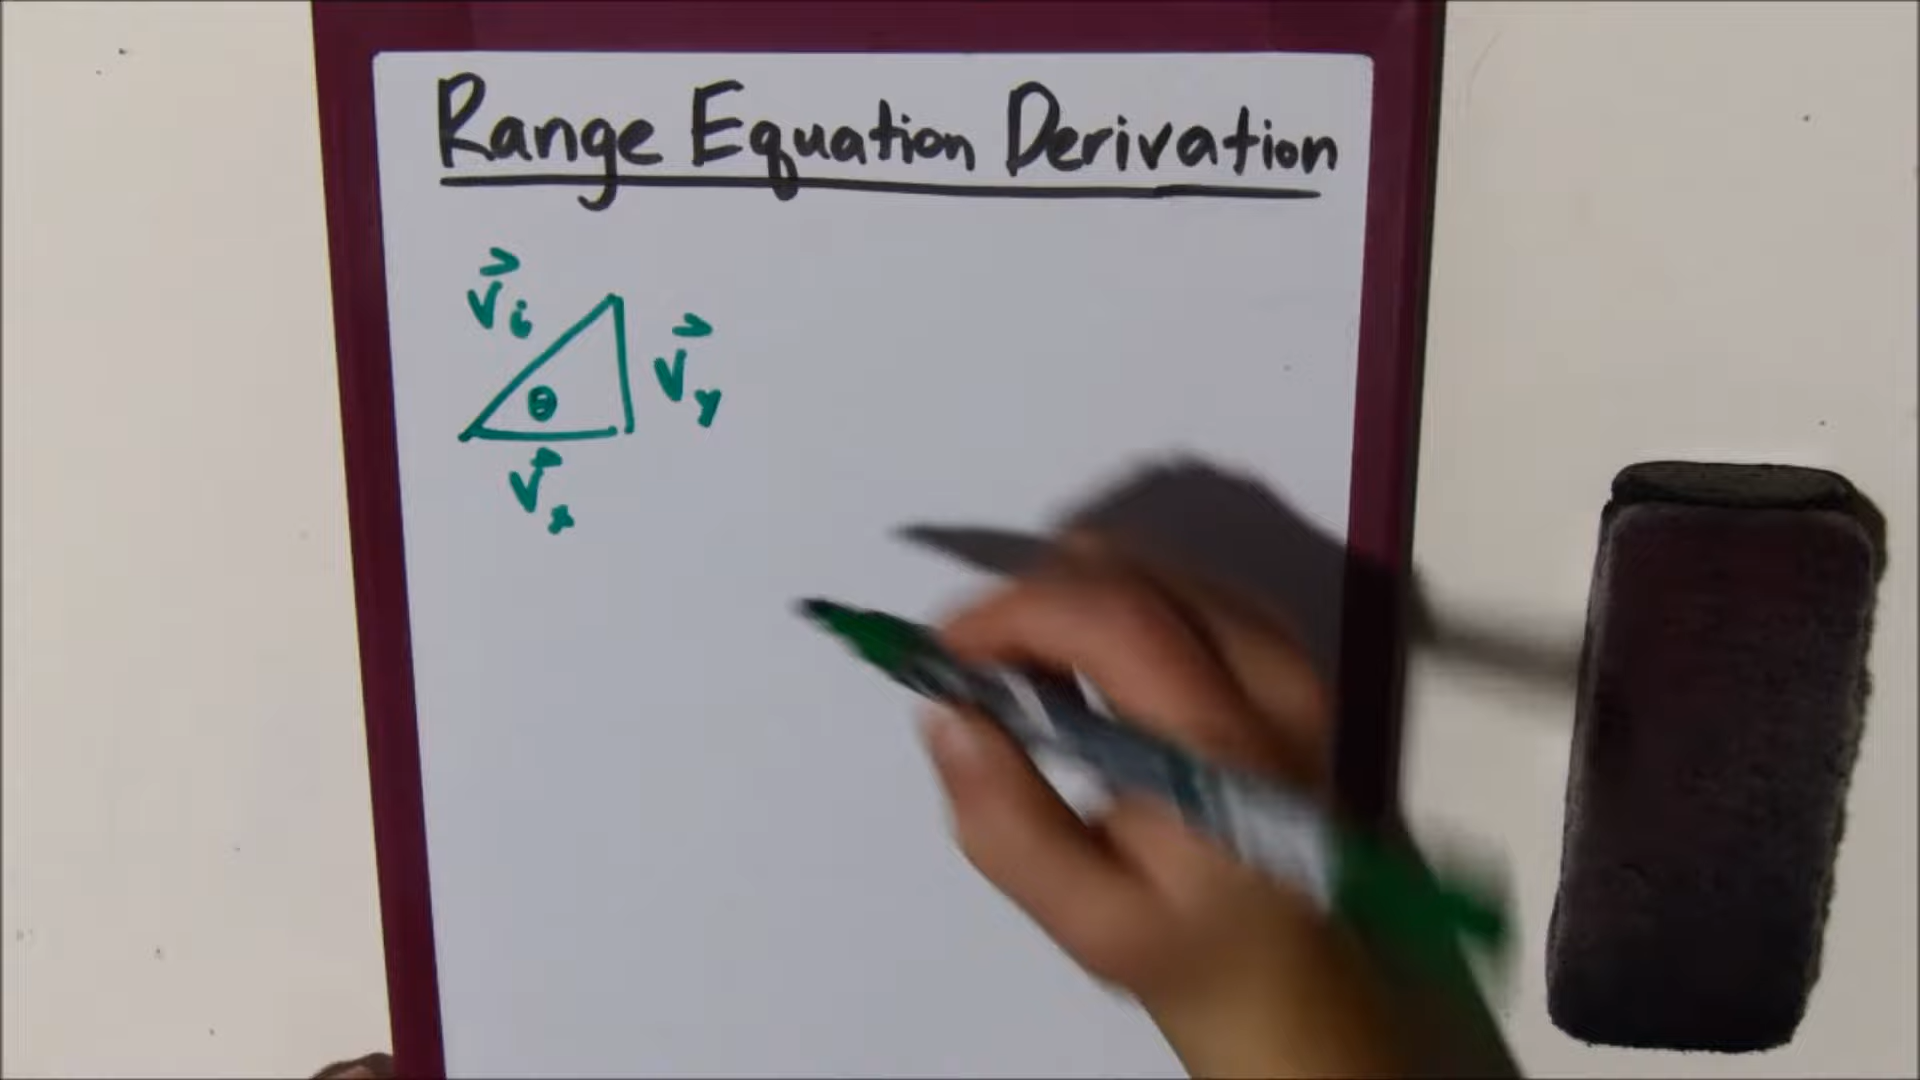 Range Equation Derivation
v⃗i
v⃗y
θ
v⃗x